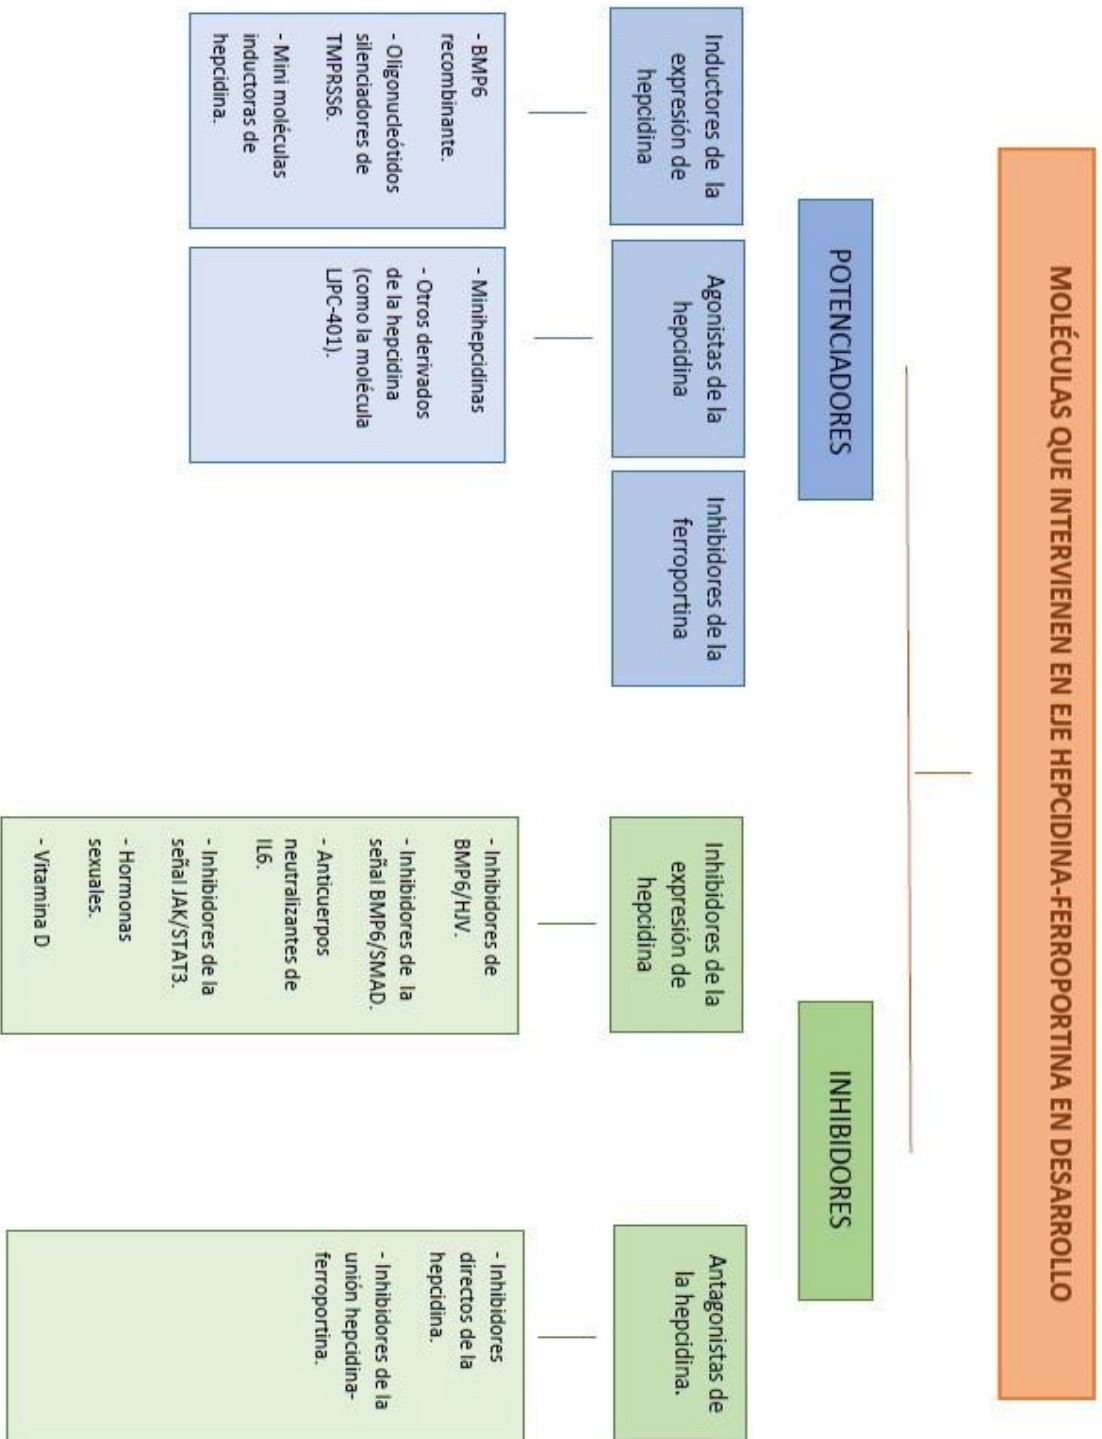 MOLÉCULAS QUE INTERVIENEN EN EJE HEPCIDINA-FERROPORTINA EN DESARROLLO
POTENCIADORES
INHIBIDORES
Inductores de la
expresión de
hepcidina
Agonistas de la
hepcidina
Inhibidores de la
ferroportina
Inhibidores de la
expresión de
hepcidina
Antagonistas de
la hepcidina.
- BMP6
recombinante.
- Oligonucleótidos
silenciadores de
TMPRSS6.
- Mini moléculas
inductoras de
hepcidina.
- Minihepcidinas
- Otros derivados
de la hepcidina
(como la molécula
LJPC-401).
- Inhibidores de
BMP6/HJV.
- Inhibidores de la
señal BMP6/SMAD.
- Anticuerpos
neutralizantes de
IL6.
- Inhibidores de la
señal JAK/STAT3.
- Hormonas
sexuales.
- Vitamina D
- Inhibidores
directos de la
hepcidina.
- Inhibidores de la
unión hepcidina-
ferroportina.